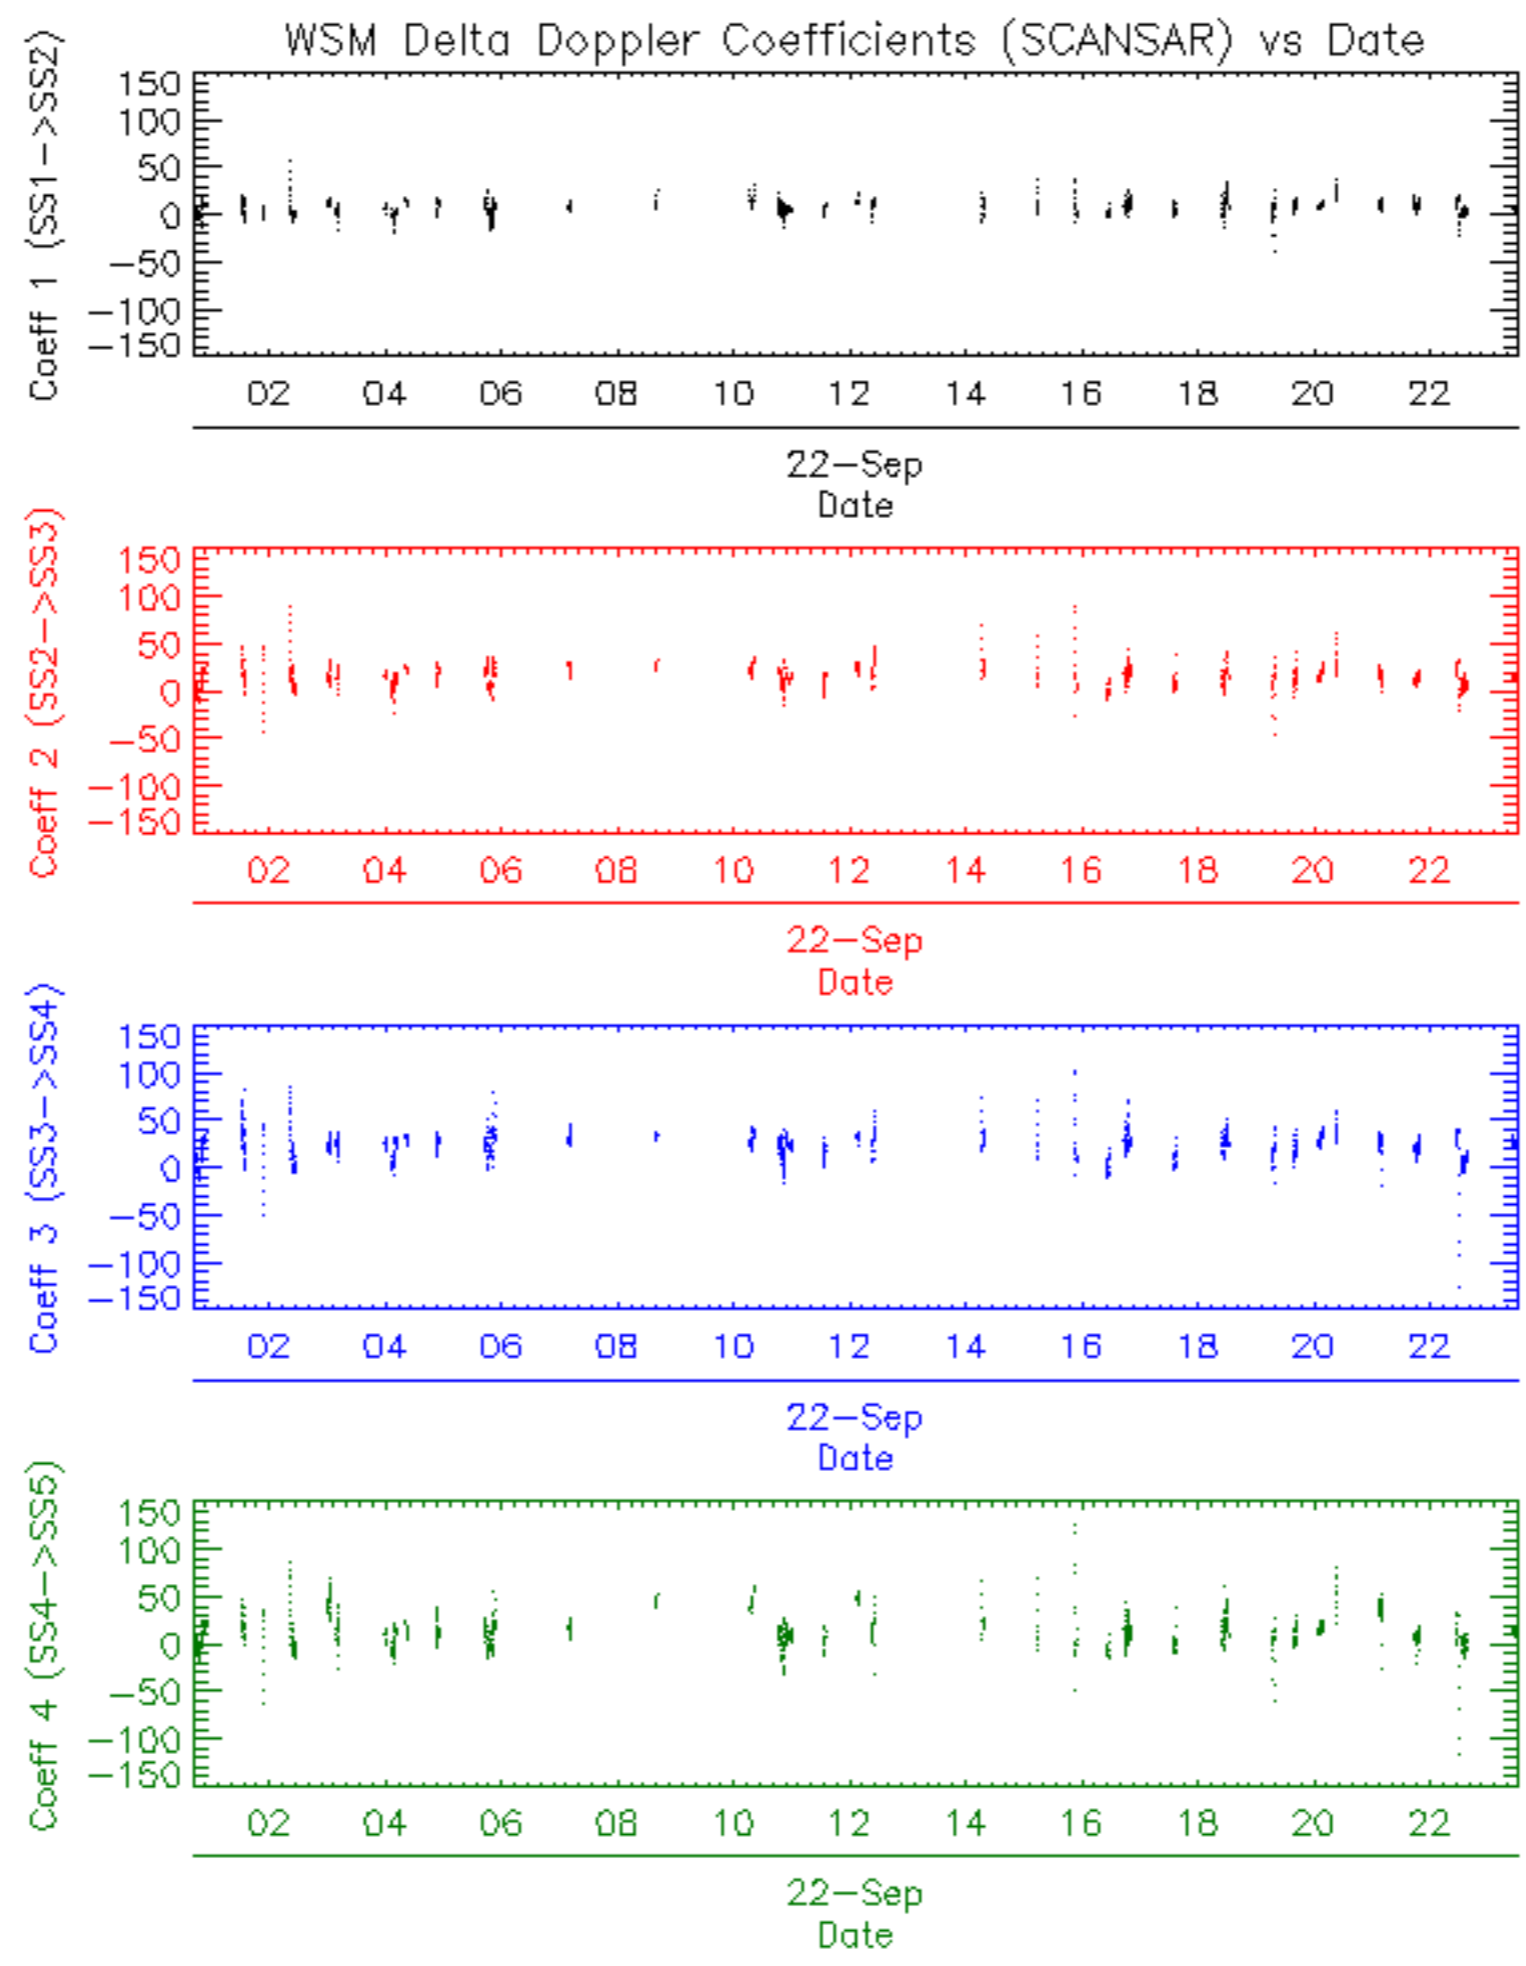 WSM Delta Doppler Coefficients (SCANSAR) vs Date
Coeff 1 (SS1->SS2)
150
100
50
0
-50
-100
-150
02 04 06 08 10 12 14 16 18 20 22
22-Sep
Date
Coeff 2 (SS2->SS3)
150
100
50
0
-50
-100
-150
02 04 06 08 10 12 14 16 18 20 22
22-Sep
Date
Coeff 3 (SS3->SS4)
150
100
50
0
-50
-100
-150
02 04 06 08 10 12 14 16 18 20 22
22-Sep
Date
Coeff 4 (SS4->SS5)
150
100
50
0
-50
-100
-150
02 04 06 08 10 12 14 16 18 20 22
22-Sep
Date